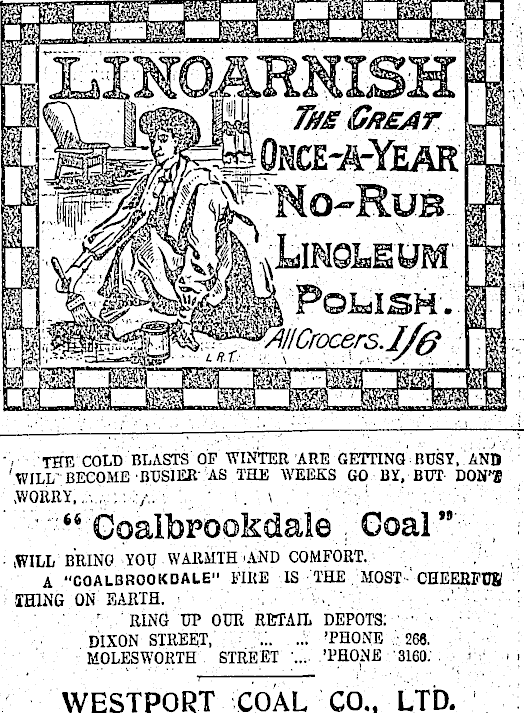 LINOARNISH
THE GREAT
ONCE-A-YEAR
NO-RUB
LINOLEUM
POLISH.
All Grocers. 1/6
L.R.T.
THE COLD BLASTS OF WINTER ARE GETTING BUSY, AND
WILL BECOME BUSIER AS THE WEEKS GO BY, BUT DON'T
WORRY,
"Coalbrookdale Coal"
WILL BRING YOU WARMTH AND COMFORT.
A "COALBROOKDALE" FIRE IS THE MOST CHEERFUL
THING ON EARTH.
RING UP OUR RETAIL DEPOTS:
DIXON STREET, ... ... 'PHONE 266.
MOLESWORTH STREET ... 'PHONE 3160.
WESTPORT COAL CO., LTD.